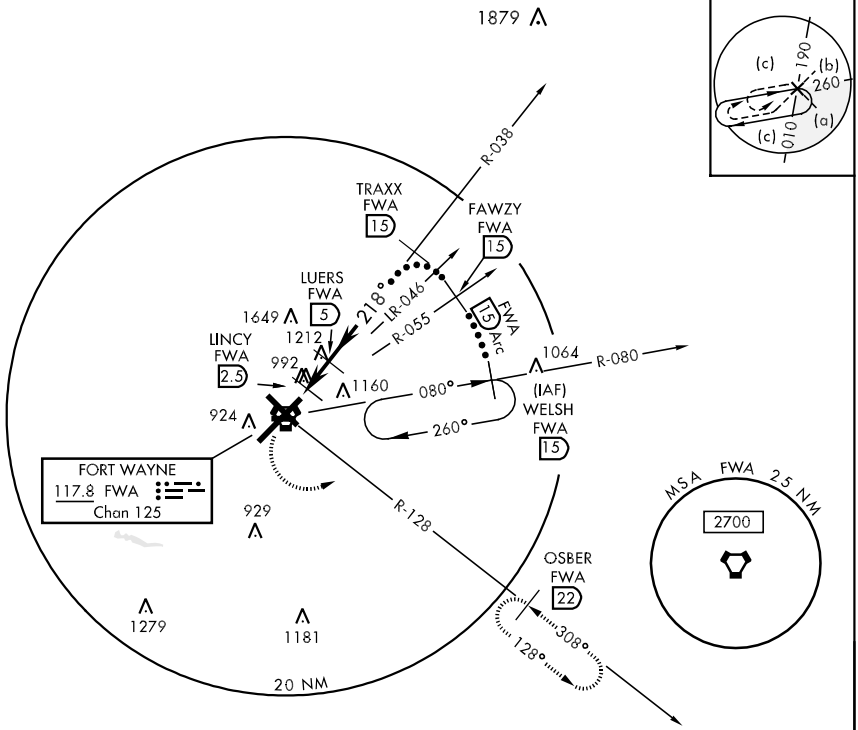 1879
(c)
190
(b)
260
(a)
(c)
010
R-038
TRAXX
FWA
15
FAWZY
FWA
15
LUERS
FWA
5
218°
LR-046
R-055
FWA
15
Arc
1649
1212
LINCY
FWA
2.5
992
1160
1064
R-080
080°
260°
(IAF)
WELSH
FWA
15
924
FORT WAYNE
117.8 FWA
Chan 125
929
R-128
MSA FWA 25 NM
2700
OSBER
FWA
22
308°
128°
1279
1181
20 NM